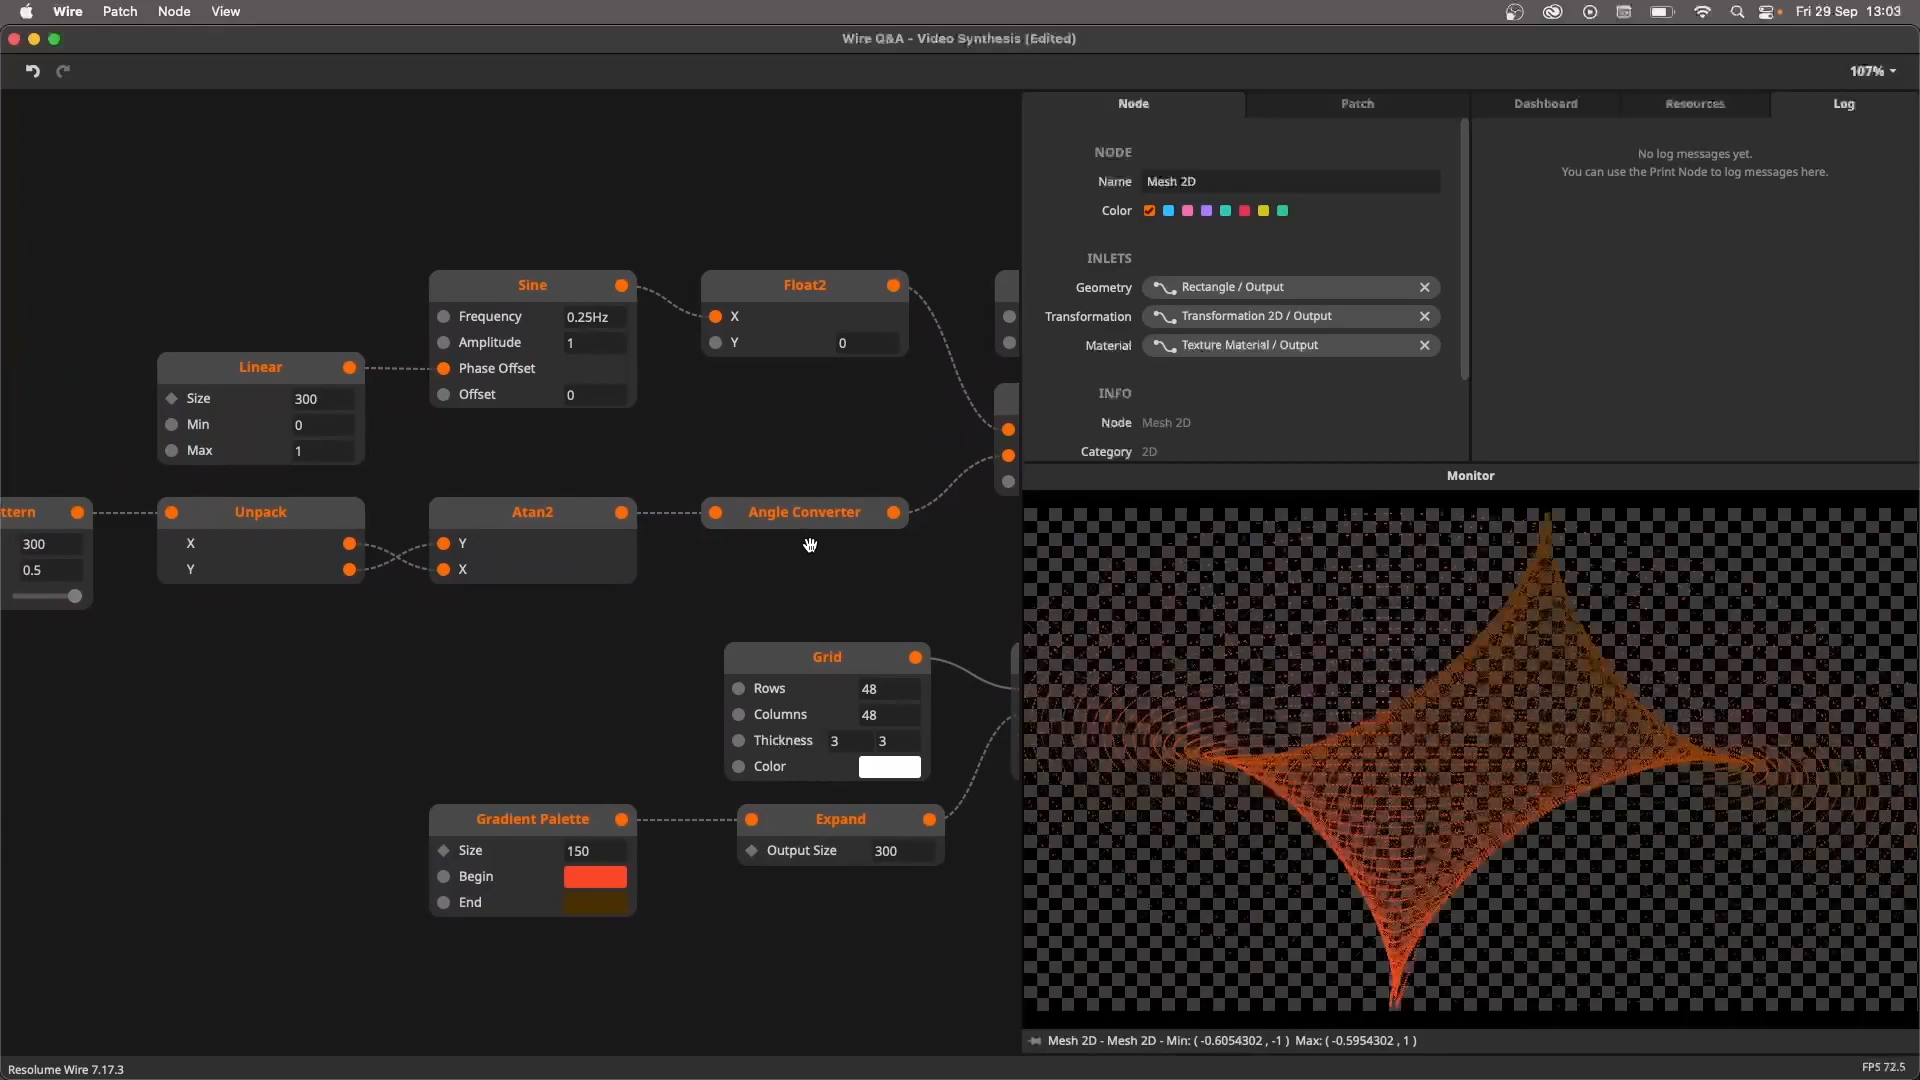 Wire Patch Node View
Fri 29 Sep 13:03
Wire Q&A - Video Synthesis (Edited)
107%
Node Patch Dashboard Resources Log
NODE
Name Mesh 2D
Color
INLETS
Geometry Rectangle / Output
Transformation Transformation 2D / Output
Material Texture Material / Output
INFO
Node Mesh 2D
Category 2D
No log messages yet.
You can use the Print Node to log messages here.
Sine
Frequency 0.25Hz
Amplitude 1
Phase Offset
Offset 0
Float2
X
Y 0
Linear
Size 300
Min 0
Max 1
ttern
300
0.5
Unpack
X
Y
Atan2
Y
X
Angle Converter
Grid
Rows 48
Columns 48
Thickness 3 3
Color
Gradient Palette
Size 150
Begin
End
Expand
Output Size 300
Monitor
Mesh 2D - Mesh 2D - Min: ( -0.6054302 , -1 ) Max: ( -0.5954302 , 1 )
Resolume Wire 7.17.3
FPS 72.5